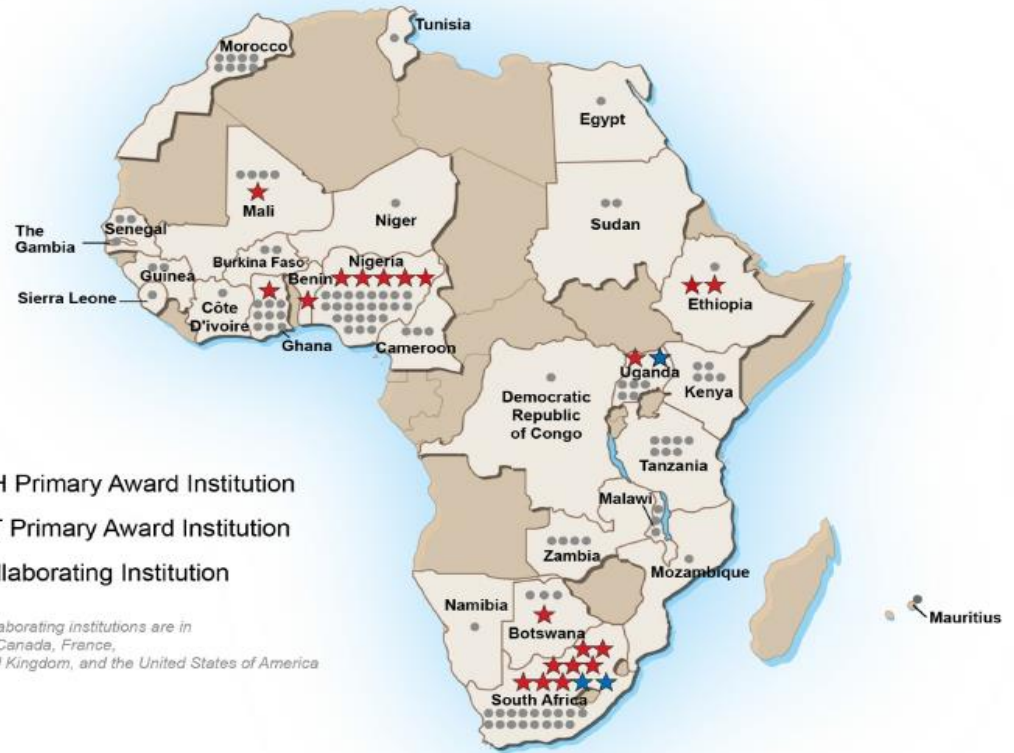 Tunisia
Morocco
Egypt
Mali
Niger
Sudan
The
Gambia
Senegal
Burkina Faso
Nigeria
Guinea
Benin
Ethiopia
Sierra Leone
Côte
D'ivoire
Ghana
Cameroon
Uganda
Kenya
Democratic
Republic
of Congo
Tanzania
H Primary Award Institution
Malawi
T Primary Award Institution
Zambia
Mozambique
llaborating Institution
Namibia
Mauritius
Botswana
aborating institutions are in
Canada, France,
Kingdom, and the United States of America
South Africa